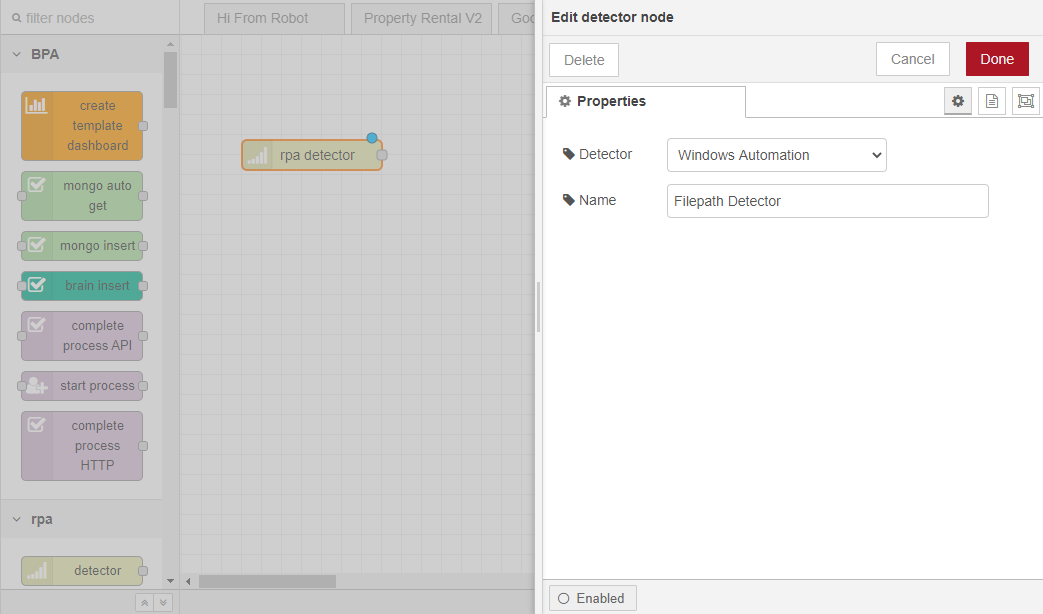 filter nodes
Hi From Robot
Property Rental V2
Goo
BPA
create
template
dashboard
mongo auto
get
mongo insert
brain insert
complete
process API
start process
complete
process
HTTP
rpa
detector
rpa detector
Edit detector node
Delete
Cancel
Done
Properties
Detector
Windows Automation
Name
Filepath Detector
Enabled